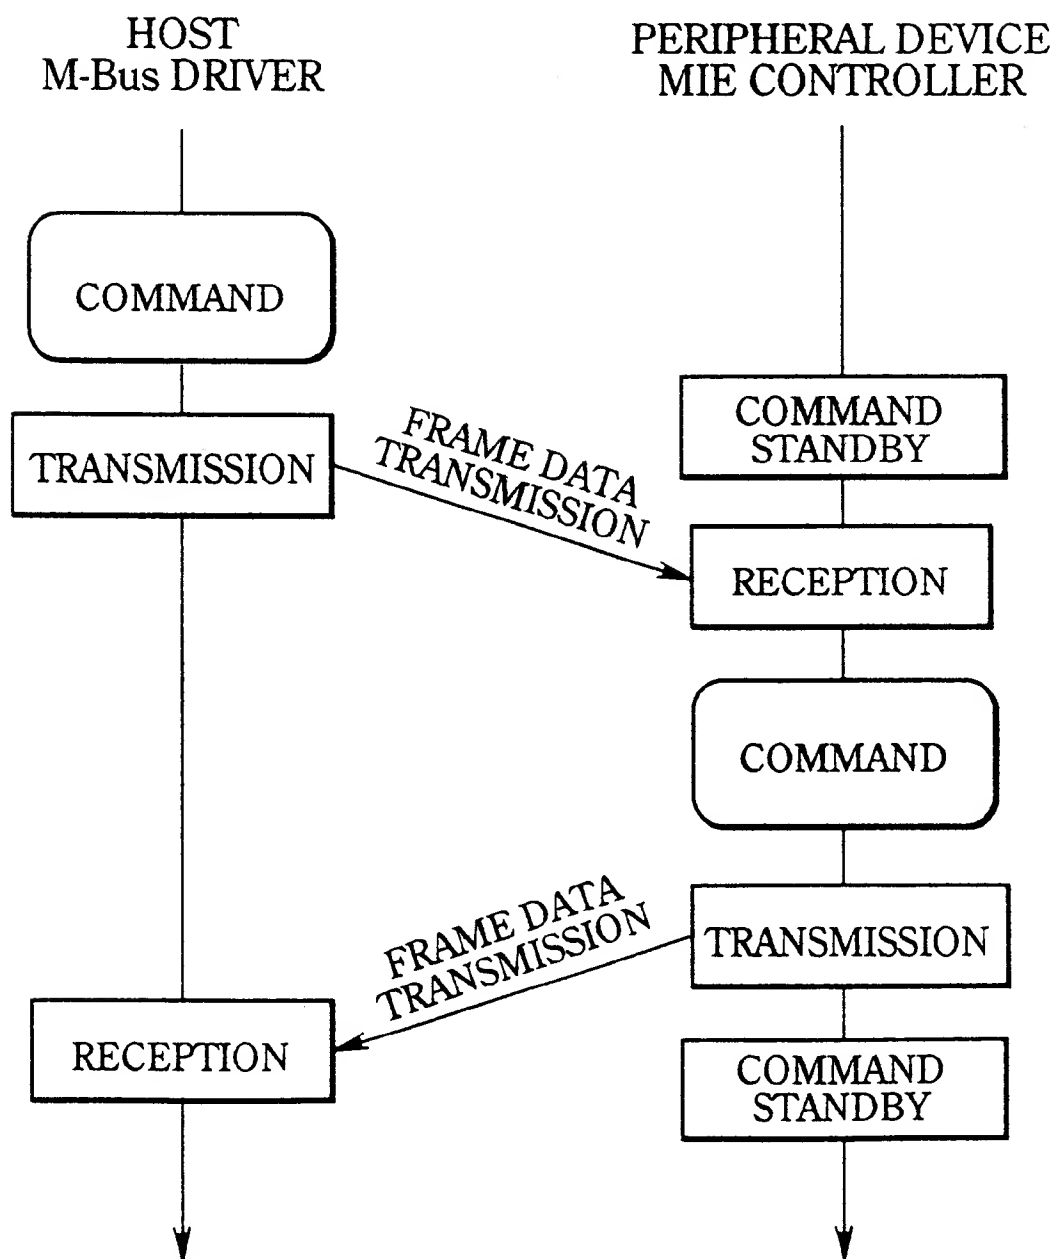 HOST
M-Bus DRIVER
PERIPHERAL DEVICE
MIE CONTROLLER
COMMAND
TRANSMISSION
COMMAND
STANDBY
FRAME DATA
TRANSMISSION
RECEPTION
COMMAND
TRANSMISSION
FRAME DATA
TRANSMISSION
RECEPTION
COMMAND
STANDBY